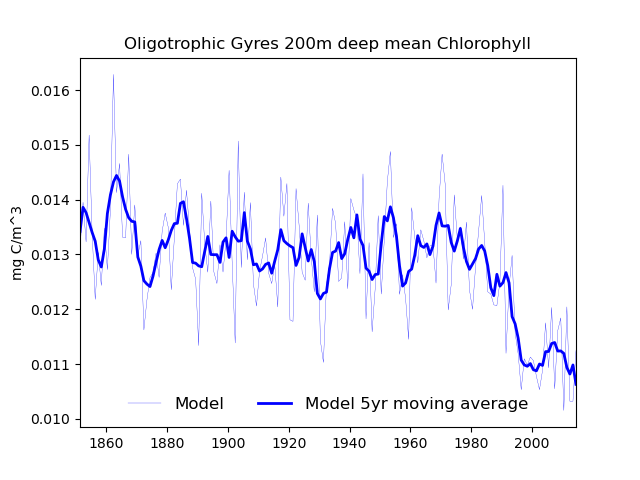 Oligotrophic Gyres 200m deep mean Chlorophyll
mg C/m^3
0.016
0.015
0.014
0.013
0.012
0.011
0.010
Model
Model 5yr moving average
1860 1880 1900 1920 1940 1960 1980 2000